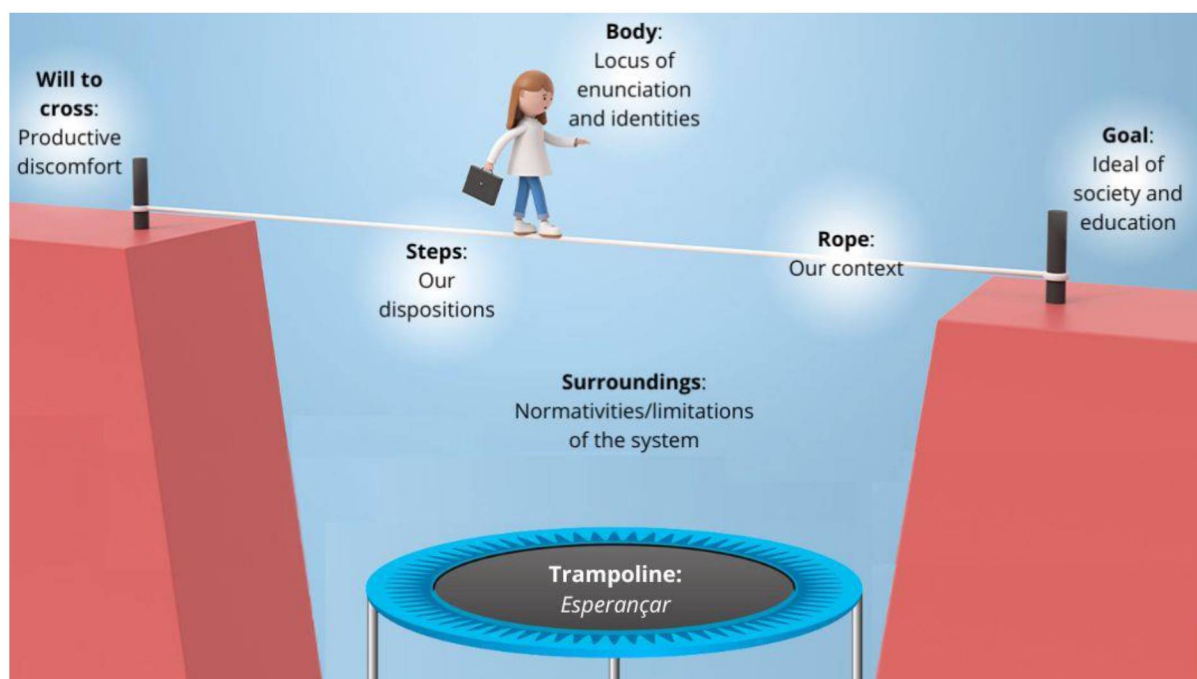 Will to
cross:
Productive
discomfort
Body:
Locus of
enunciation
and identities
Goal:
Ideal of
society and
education
Steps:
Our
dispositions
Rope:
Our context
Surroundings:
Normativities/limitations
of the system
Trampoline:
Esperançar